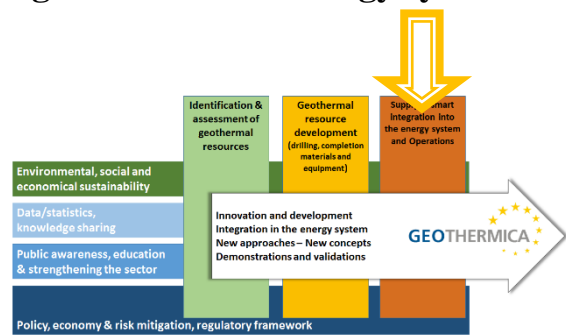 Identification &
assessment of
geothermal
resources
Geothermal
resource
development
(drilling, completion
materials and
equipment)
integration into
the energy system
and Operations
Environmental, social and
economical sustainability
Data/statistics,
knowledge sharing
Public awareness, education
& strengthening the sector
Innovation and development
Integration in the energy system
New approaches – New concepts
Demonstrations and validations
GEOTHERMICA
Policy, economy & risk mitigation, regulatory framework